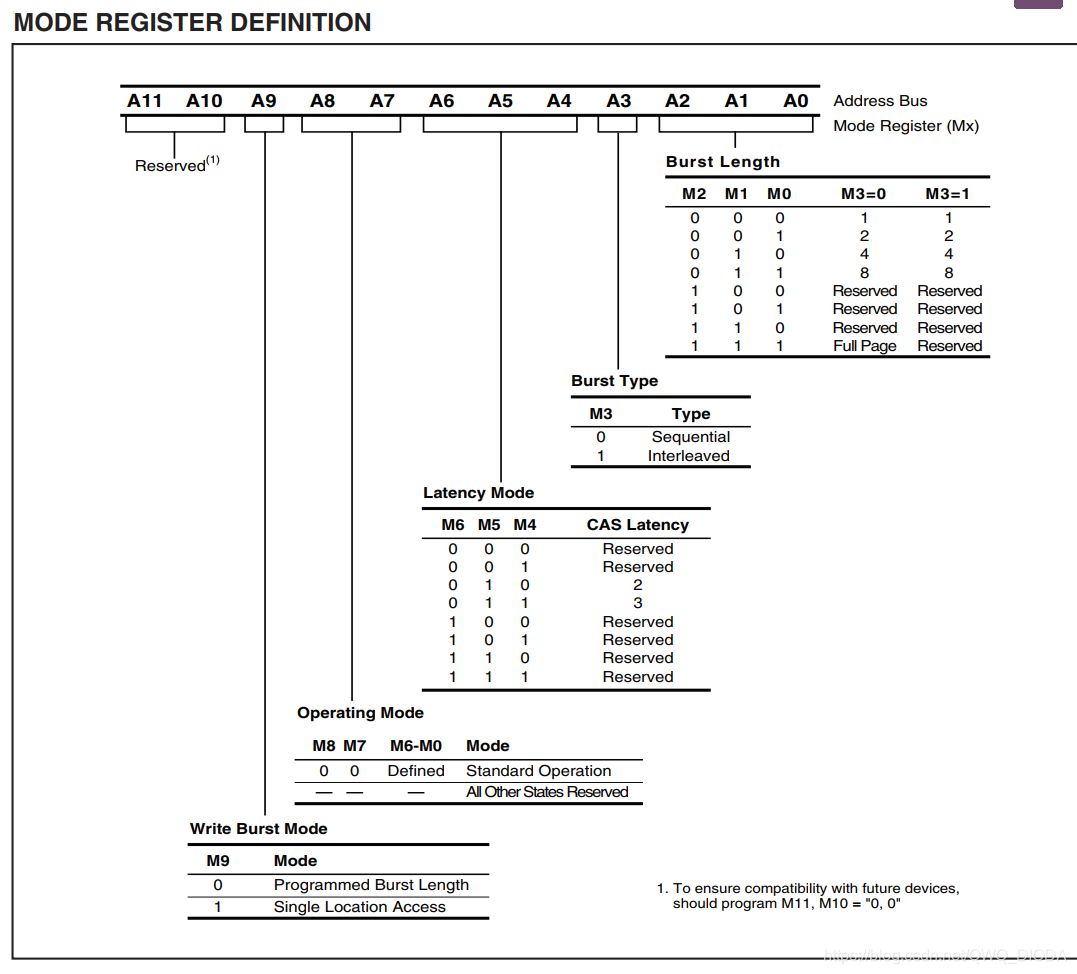 MODE REGISTER DEFINITION
A11 A10 A9 A8 A7 A6 A5 A4 A3 A2 A1 A0 Address Bus
Mode Register (Mx)
Reserved(1)
Burst Length
M2 M1 M0 M3=0 M3=1
0 0 0 1 1
0 0 1 2 2
0 1 0 4 4
0 1 1 8 8
1 0 0 Reserved Reserved
1 0 1 Reserved Reserved
1 1 0 Reserved Reserved
1 1 1 Full Page Reserved
Burst Type
M3 Type
0 Sequential
1 Interleaved
Latency Mode
M6 M5 M4 CAS Latency
0 0 0 Reserved
0 0 1 Reserved
0 1 0 2
0 1 1 3
1 0 0 Reserved
1 0 1 Reserved
1 1 0 Reserved
1 1 1 Reserved
Operating Mode
M8 M7 M6-M0 Mode
0 0 Defined Standard Operation
— — — All Other States Reserved
Write Burst Mode
M9 Mode
0 Programmed Burst Length
1 Single Location Access
1. To ensure compatibility with future devices,
should program M11, M10 = "0, 0"